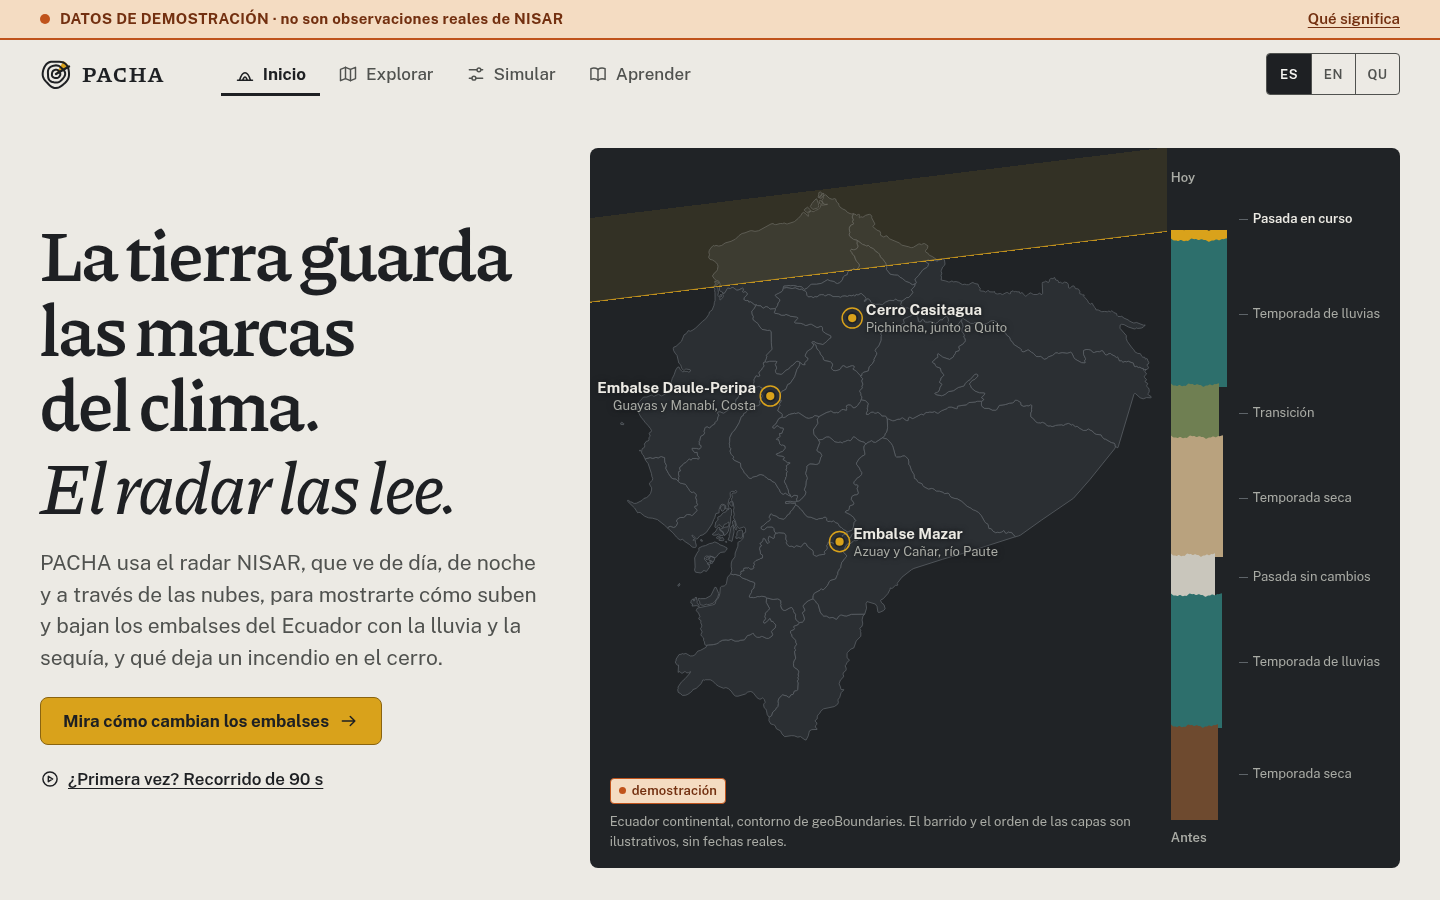 DATOS DE DEMOSTRACIÓN · no son observaciones reales de NISAR
Qué significa
PACHA
Inicio
Explorar
Simular
Aprender
ES
EN
QU
La tierra guarda
las marcas
del clima.
El radar las lee.
PACHA usa el radar NISAR, que ve de día, de noche
y a través de las nubes, para mostrarte cómo suben
y bajan los embalses del Ecuador con la lluvia y la
sequía, y qué deja un incendio en el cerro.
Mira cómo cambian los embalses
¿Primera vez? Recorrido de 90 s
Cerro Casitagua
Pichincha, junto a Quito
Embalse Daule-Peripa
Guayas y Manabí, Costa
Embalse Mazar
Azuay y Cañar, río Paute
demostración
Ecuador continental, contorno de geoBoundaries. El barrido y el orden de las capas son
ilustrativos, sin fechas reales.
Hoy
Pasada en curso
Temporada de lluvias
Transición
Temporada seca
Pasada sin cambios
Temporada de lluvias
Temporada seca
Antes